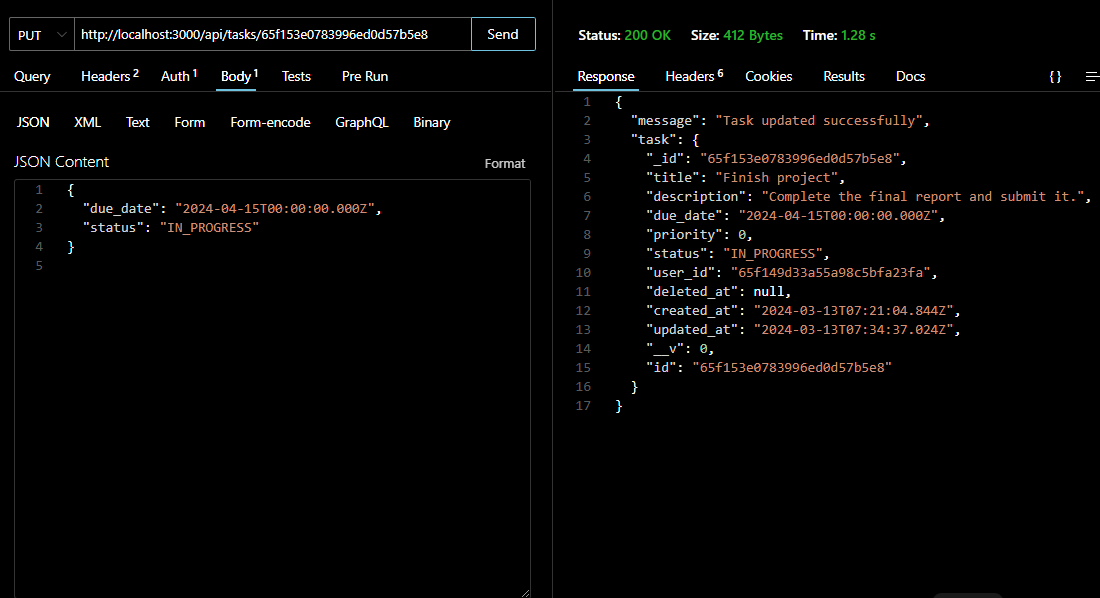 PUT http://localhost:3000/api/tasks/65f153e0783996ed0d57b5e8 Send
Query Headers 2 Auth 1 Body 1 Tests Pre Run
JSON XML Text Form Form-encode GraphQL Binary
JSON Content Format
1 {
2 "due_date": "2024-04-15T00:00:00.000Z",
3 "status": "IN_PROGRESS"
4 }
5
Status: 200 OK Size: 412 Bytes Time: 1.28 s
Response Headers 6 Cookies Results Docs {}
1 {
2 "message": "Task updated successfully",
3 "task": {
4 "_id": "65f153e0783996ed0d57b5e8",
5 "title": "Finish project",
6 "description": "Complete the final report and submit it.",
7 "due_date": "2024-04-15T00:00:00.000Z",
8 "priority": 0,
9 "status": "IN_PROGRESS",
10 "user_id": "65f149d33a55a98c5bfa23fa",
11 "deleted_at": null,
12 "created_at": "2024-03-13T07:21:04.844Z",
13 "updated_at": "2024-03-13T07:34:37.024Z",
14 "__v": 0,
15 "id": "65f153e0783996ed0d57b5e8"
16 }
17 }